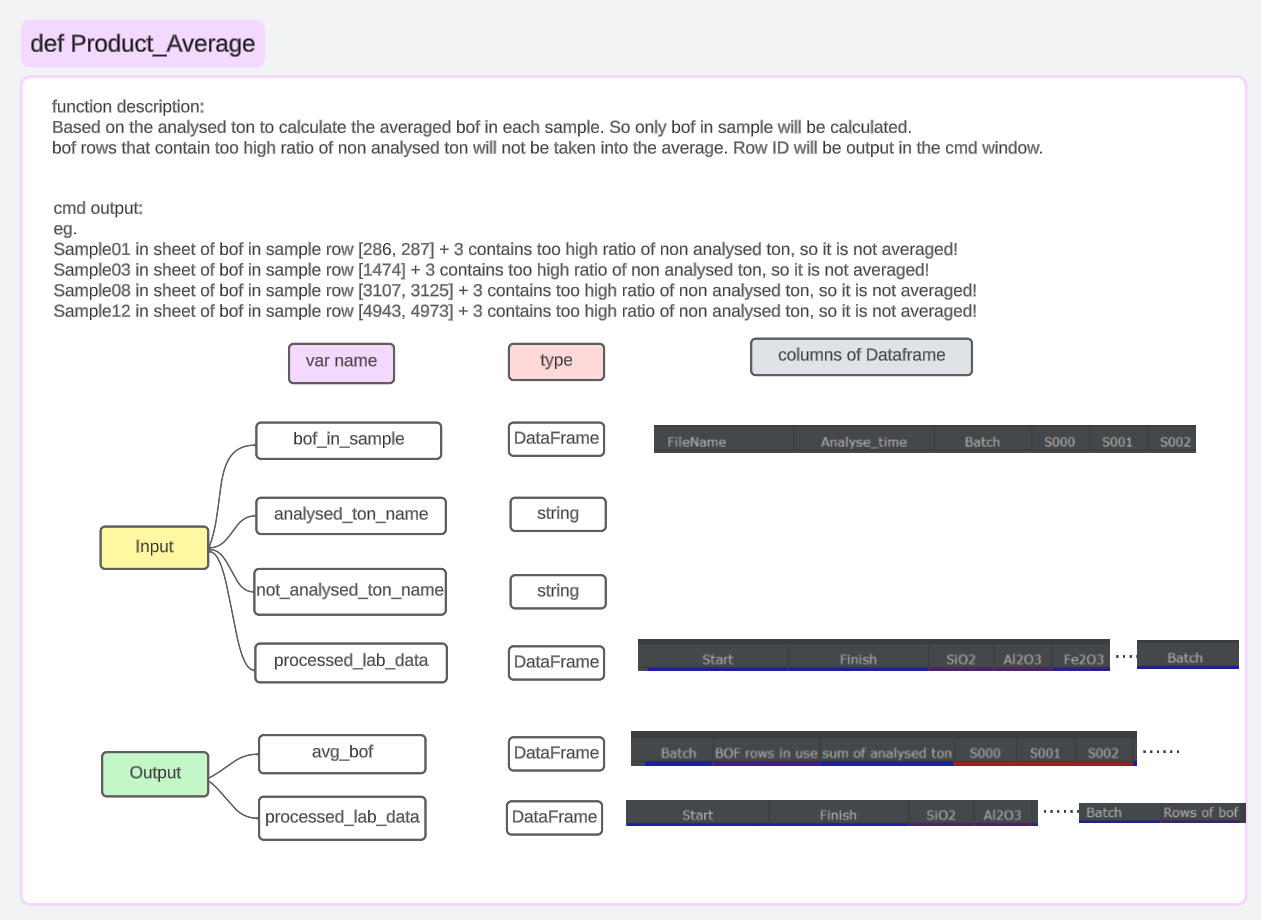 def Product_Average
function description:
Based on the analysed ton to calculate the averaged bof in each sample. So only bof in sample will be calculated.
bof rows that contain too high ratio of non analysed ton will not be taken into the average. Row ID will be output in the cmd window.
cmd output:
eg.
Sample01 in sheet of bof in sample row [286, 287] + 3 contains too high ratio of non analysed ton, so it is not averaged!
Sample03 in sheet of bof in sample row [1474] + 3 contains too high ratio of non analysed ton, so it is not averaged!
Sample08 in sheet of bof in sample row [3107, 3125] + 3 contains too high ratio of non analysed ton, so it is not averaged!
Sample12 in sheet of bof in sample row [4943, 4973] + 3 contains too high ratio of non analysed ton, so it is not averaged!
var name type columns of Dataframe
bof_in_sample DataFrame FileName Analyse_time Batch S000 S001 S002
analysed_ton_name string
Input
not_analysed_ton_name string
processed_lab_data DataFrame Start Finish SiO2 Al2O3 Fe2O3 ···· Batch
avg_bof DataFrame Batch BOF rows in use sum of analysed ton S000 S001 S002 ······
Output
processed_lab_data DataFrame Start Finish SiO2 Al2O3 ······ Batch Rows of bof